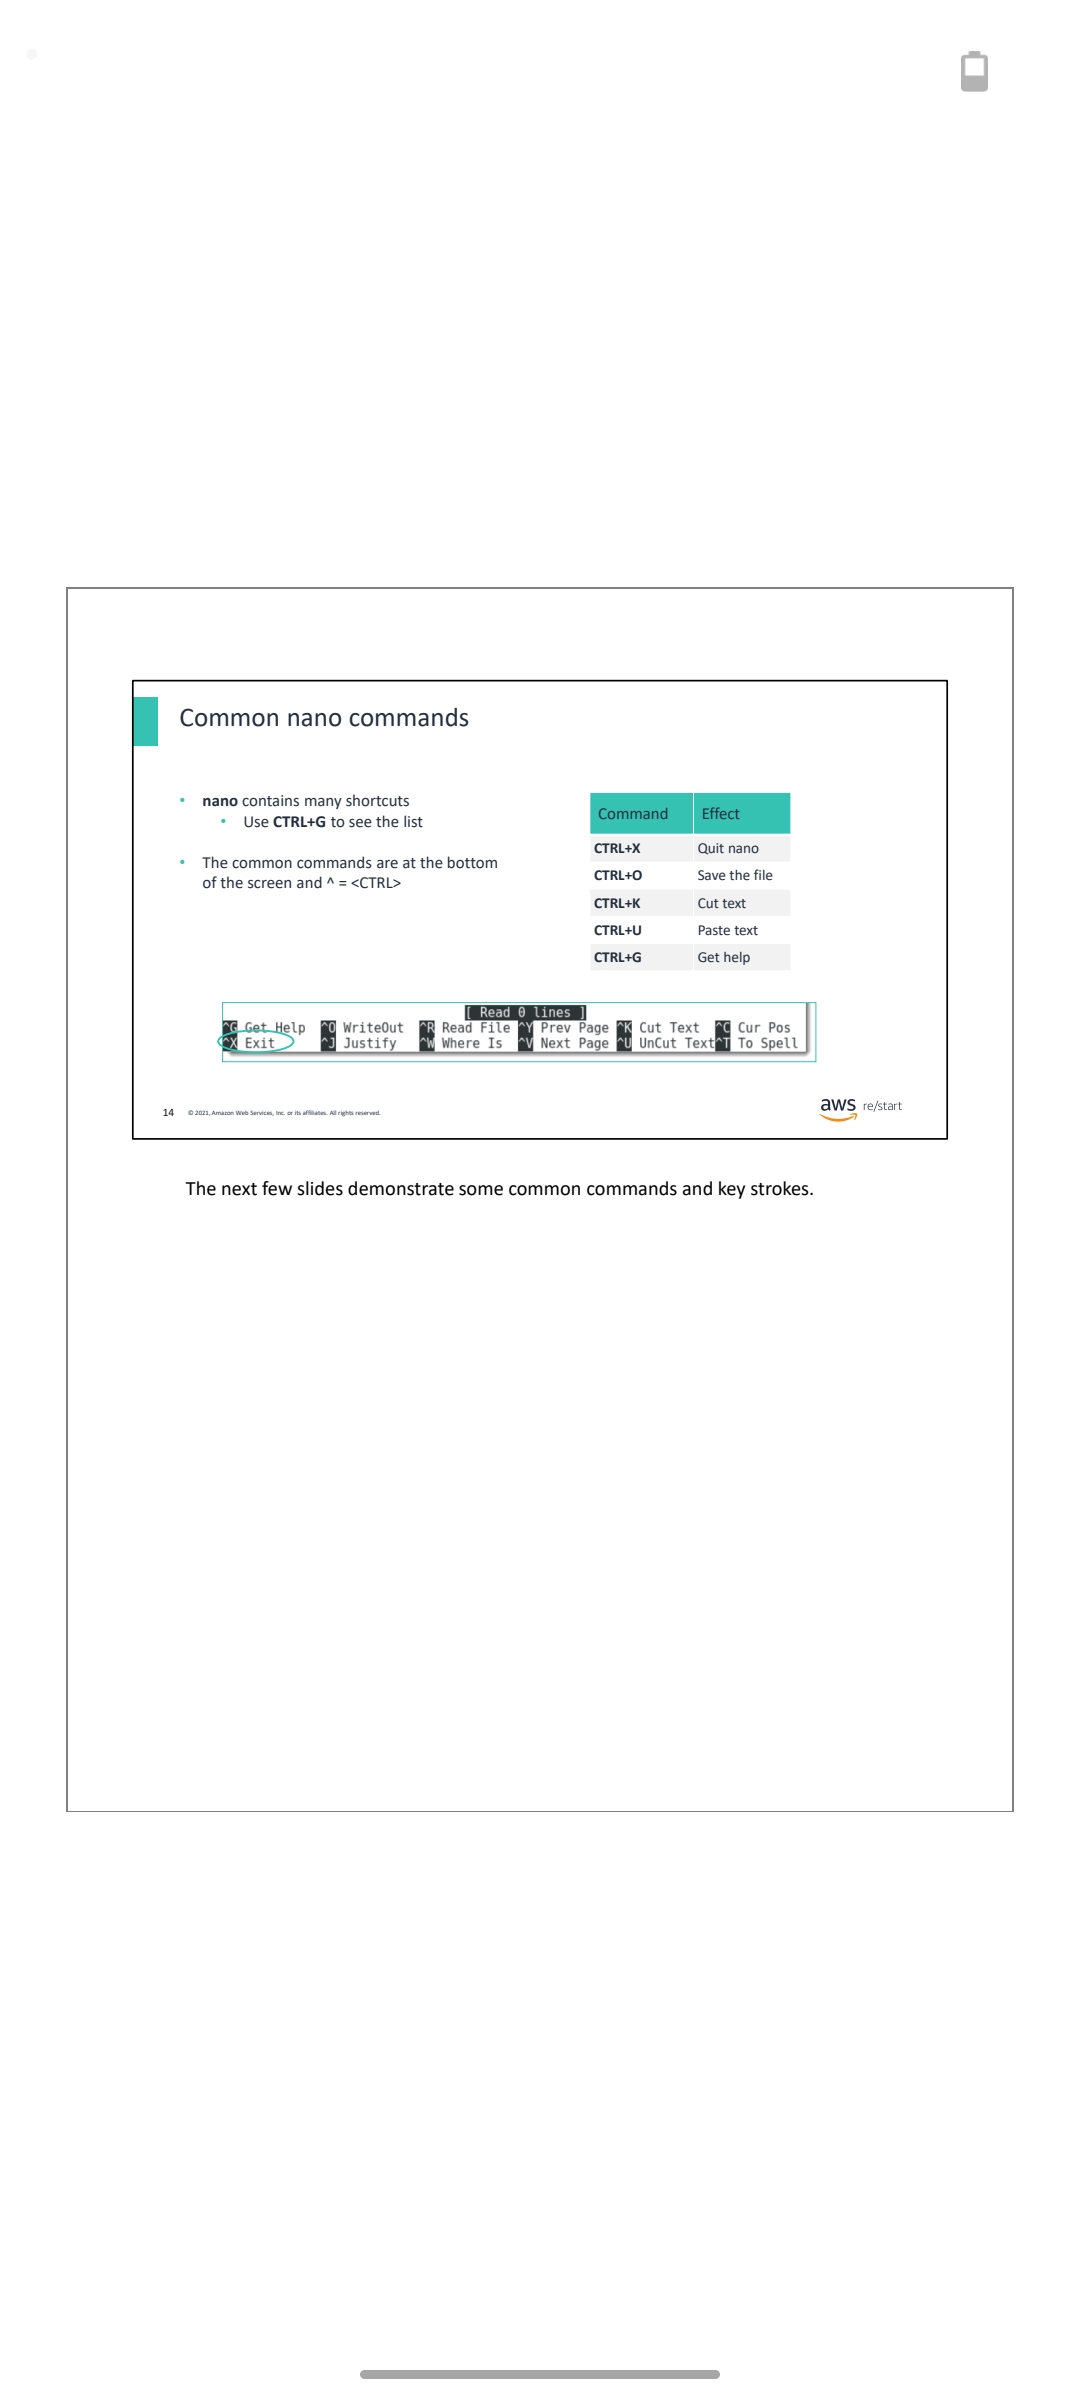 Common nano commands
• nano contains many shortcuts
• Use CTRL+G to see the list
• The common commands are at the bottom
of the screen and ^ = <CTRL>
Command Effect
CTRL+X Quit nano
CTRL+O Save the file
CTRL+K Cut text
CTRL+U Paste text
CTRL+G Get help
[ Read 0 lines ]
^G Get Help ^O WriteOut ^R Read File ^Y Prev Page ^K Cut Text ^C Cur Pos
^X Exit ^J Justify ^W Where Is ^V Next Page ^U UnCut Text ^T To Spell
14 © 2021, Amazon Web Services, Inc. or its affiliates. All rights reserved.
aws re/start
The next few slides demonstrate some common commands and key strokes.